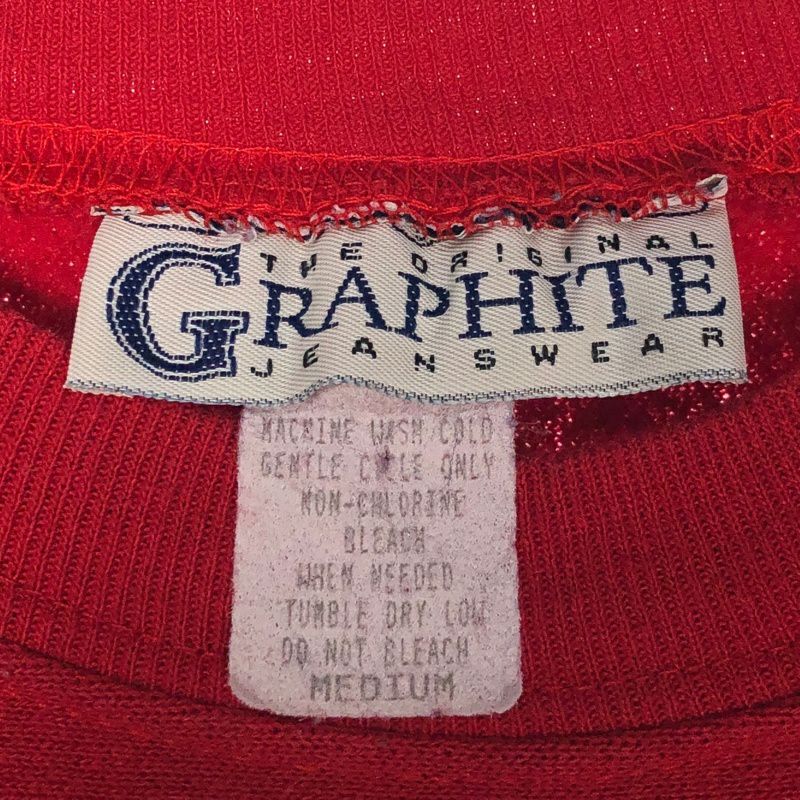 THE ORIGINAL
GRAPHITE
JEANSWEAR
MACHINE WASH COLD
GENTLE CYCLE ONLY
NON-CHLORINE
BLEACH
WHEN NEEDED
TUMBLE DRY LOW
DO NOT BLEACH
MEDIUM